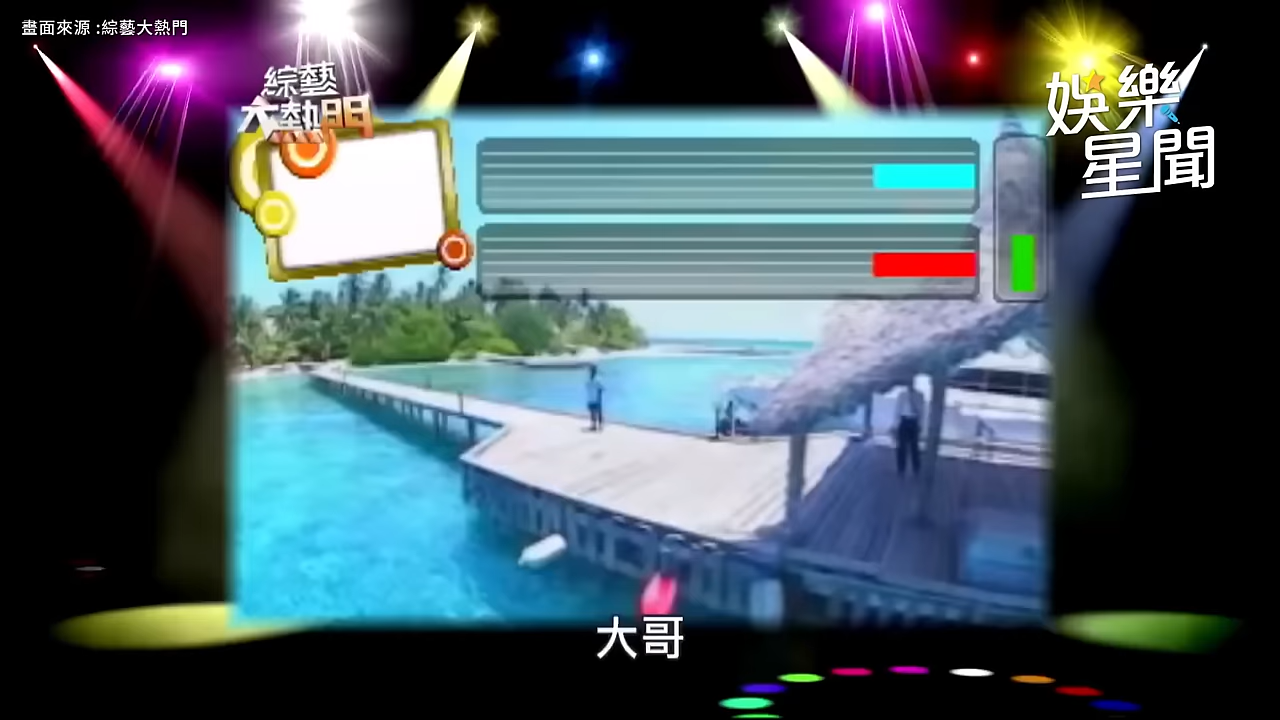 畫面來源 :綜藝大熱門
綜藝
大熱門
娛樂
星聞
大哥